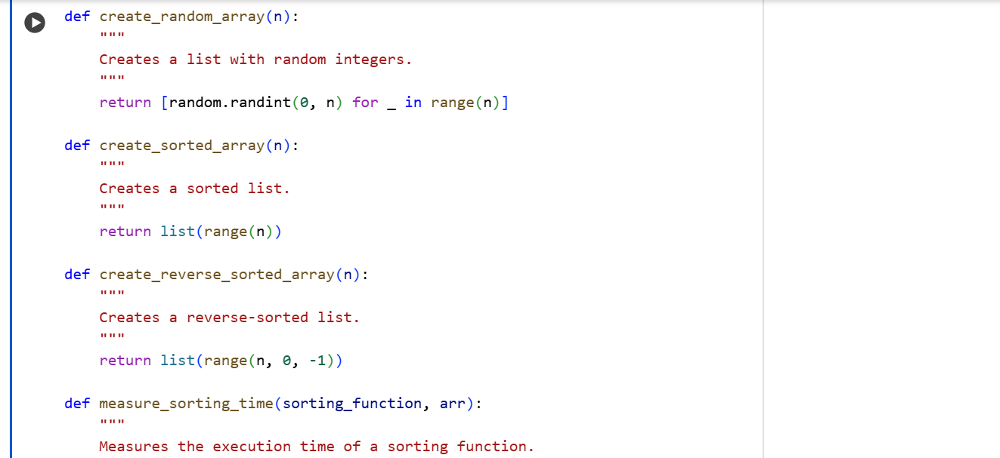 def create_random_array(n):
    """
    Creates a list with random integers.
    """
    return [random.randint(0, n) for _ in range(n)]

def create_sorted_array(n):
    """
    Creates a sorted list.
    """
    return list(range(n))

def create_reverse_sorted_array(n):
    """
    Creates a reverse-sorted list.
    """
    return list(range(n, 0, -1))

def measure_sorting_time(sorting_function, arr):
    """
    Measures the execution time of a sorting function.